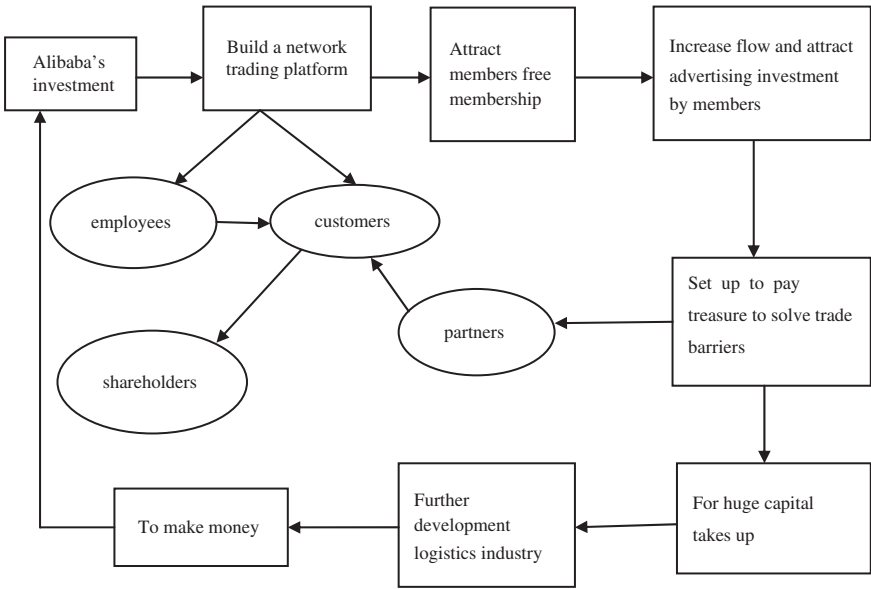 Alibaba's
investment
Build a network
trading platform
Attract
members free
membership
Increase flow and attract
advertising investment
by members
employees
customers
Set up to pay
treasure to solve trade
barriers
partners
shareholders
For huge capital
takes up
Further
development
logistics industry
To make money